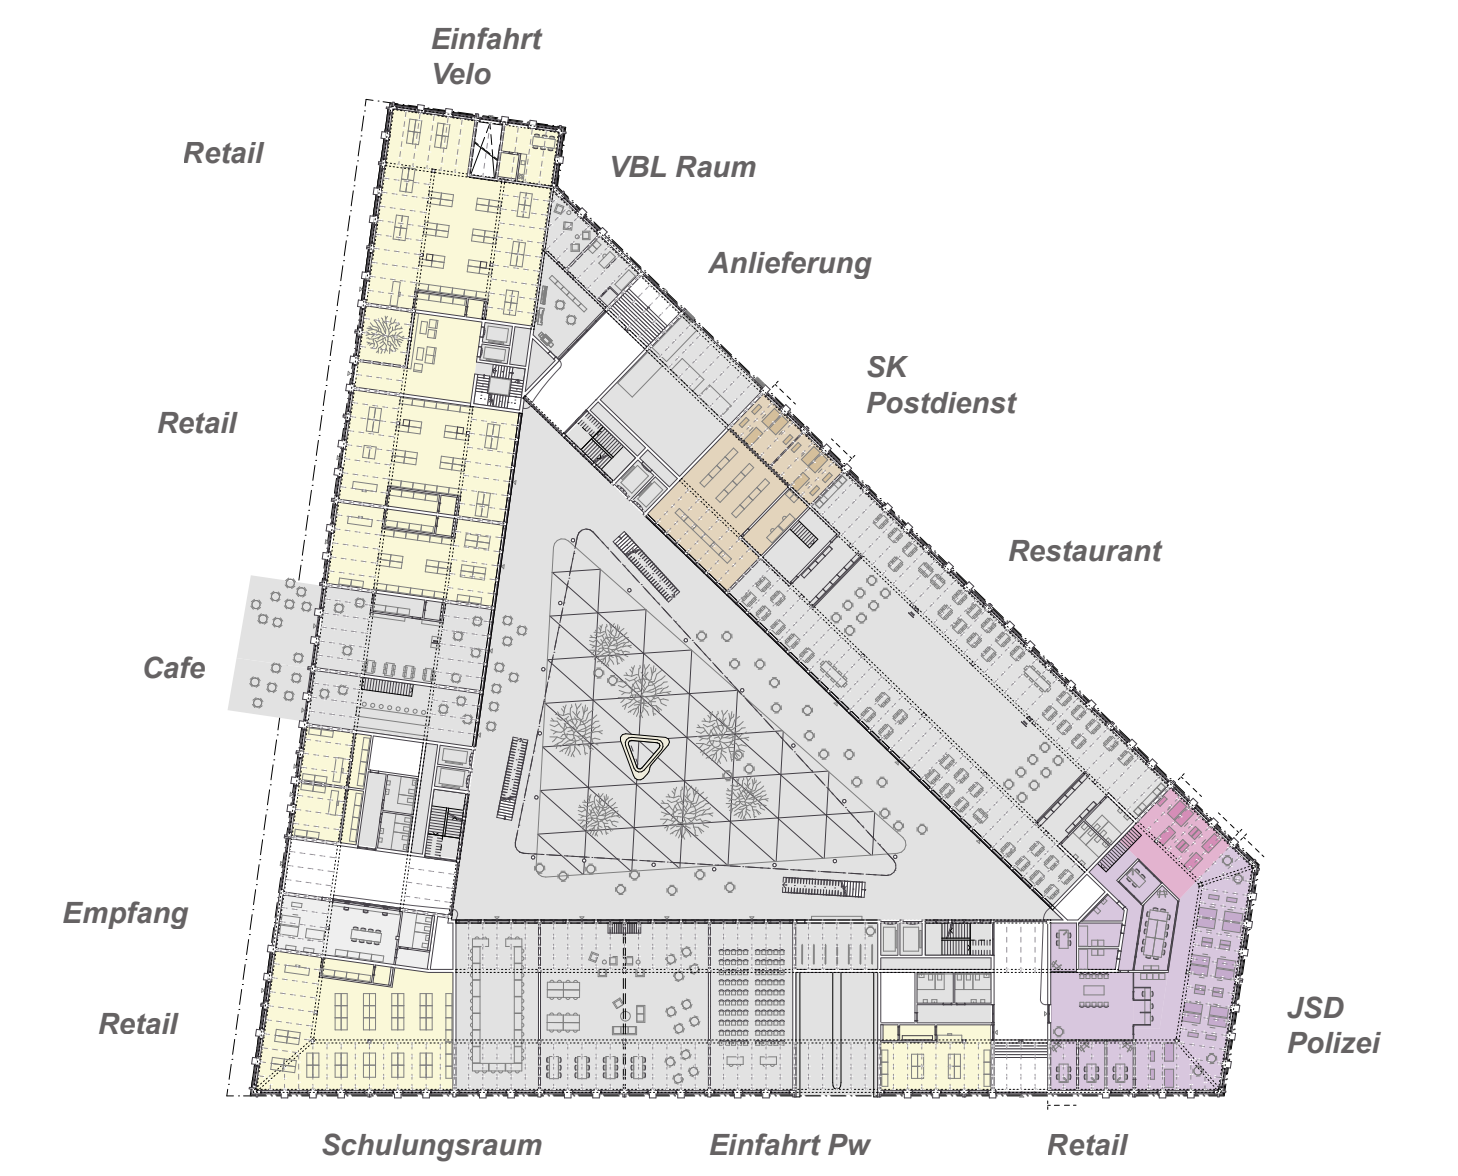 Einfahrt
Velo
Retail
VBL Raum
Anlieferung
SK
Postdienst
Retail
Restaurant
Cafe
Empfang
Retail
JSD
Polizei
Schulungsraum
Einfahrt Pw
Retail